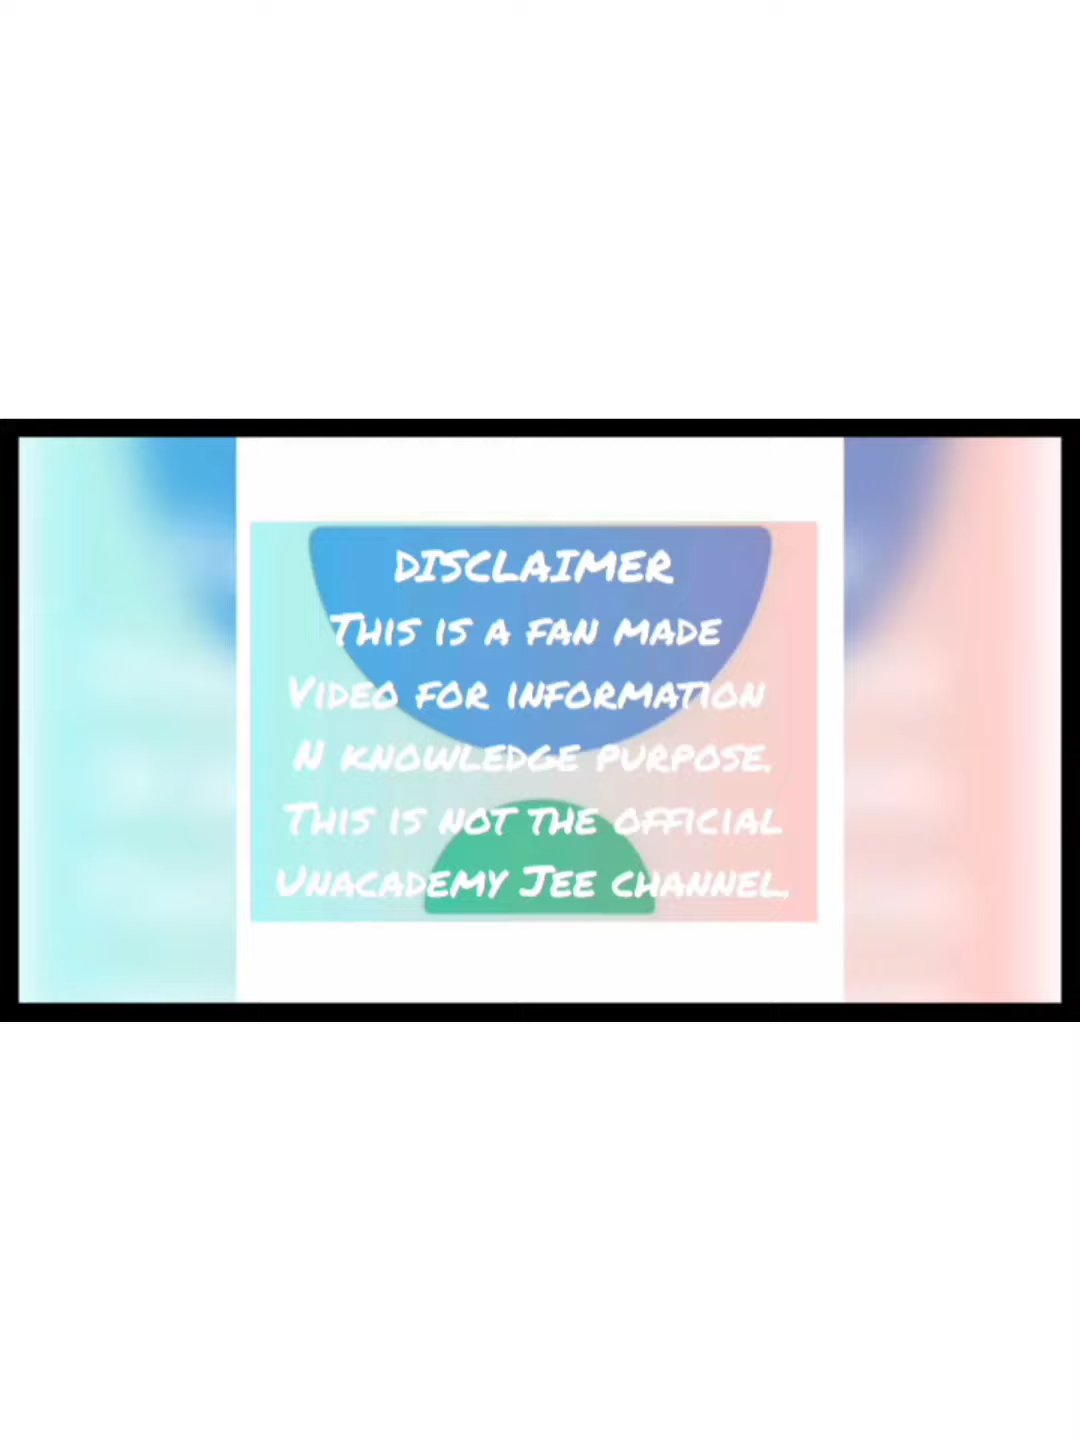 DISCLAIMER
THIS IS A FAN MADE
VIDEO FOR INFORMATION
N KNOWLEDGE PURPOSE.
THIS IS NOT THE OFFICIAL
UNACADEMY JEE CHANNEL.